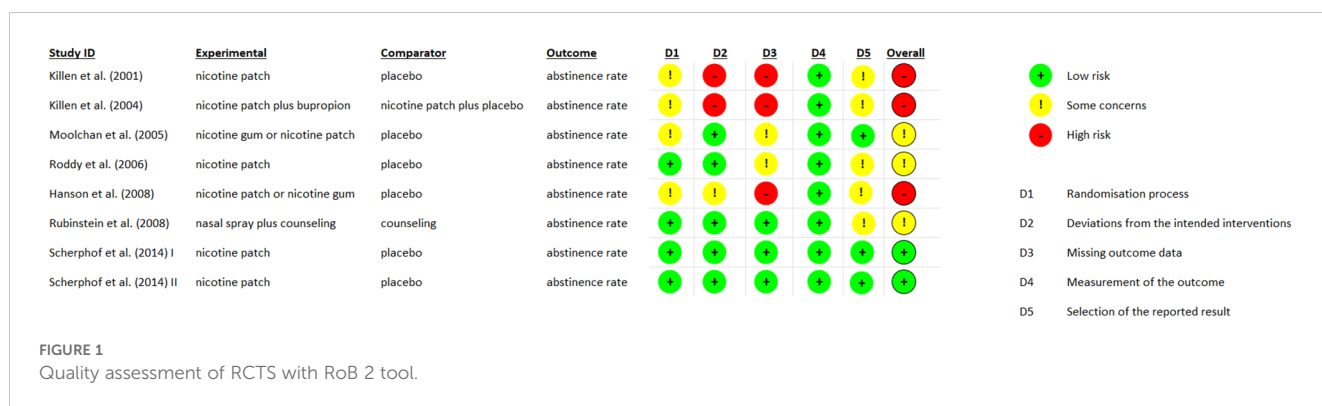 Study ID Experimental Comparator Outcome D1 D2 D3 D4 D5 Overall
Killen et al. (2001) nicotine patch placebo abstinence rate ! - - + ! - + Low risk
Killen et al. (2004) nicotine patch plus bupropion nicotine patch plus placebo abstinence rate ! - - + ! - ! Some concerns
Moolchan et al. (2005) nicotine gum or nicotine patch placebo abstinence rate ! + ! + + ! - High risk
Roddy et al. (2006) nicotine patch placebo abstinence rate + + ! + ! !
Hanson et al. (2008) nicotine patch or nicotine gum placebo abstinence rate ! ! - + ! - D1 Randomisation process
Rubinstein et al. (2008) nasal spray plus counseling counseling abstinence rate + + + + ! ! D2 Deviations from the intended interventions
Scherphof et al. (2014) I nicotine patch placebo abstinence rate + + + + + + D3 Missing outcome data
Scherphof et al. (2014) II nicotine patch placebo abstinence rate + + + + + + D4 Measurement of the outcome
D5 Selection of the reported result
FIGURE 1
Quality assessment of RCTS with RoB 2 tool.